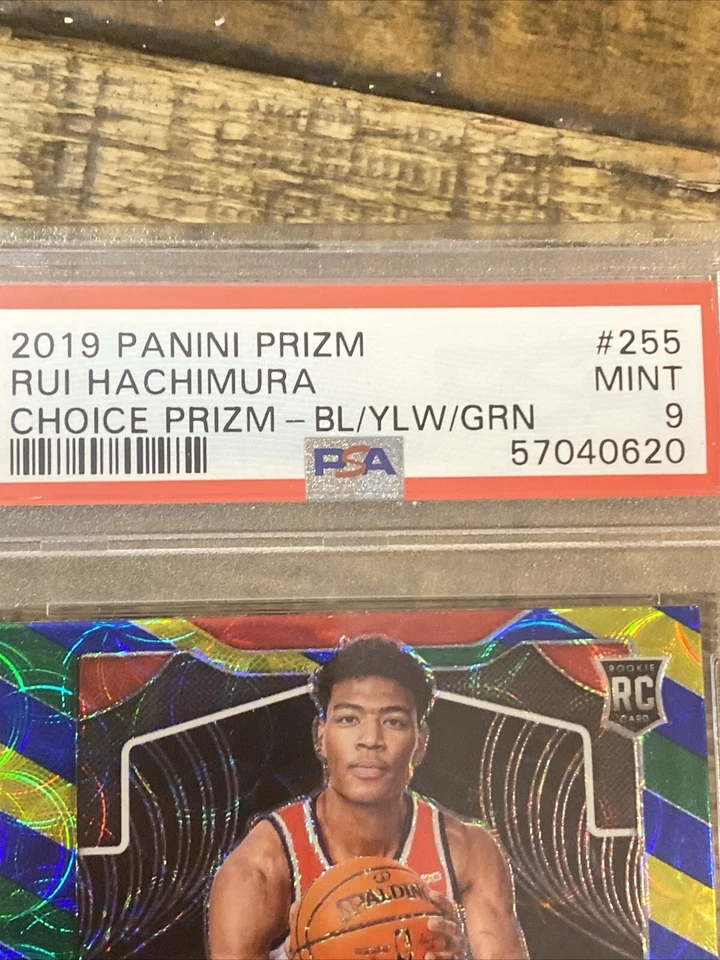 2019 PANINI PRIZM #255
RUI HACHIMURA MINT
CHOICE PRIZM - BL/YLW/GRN 9
PSA 57040620
ROOKIE
RC
CARD
SPALDING